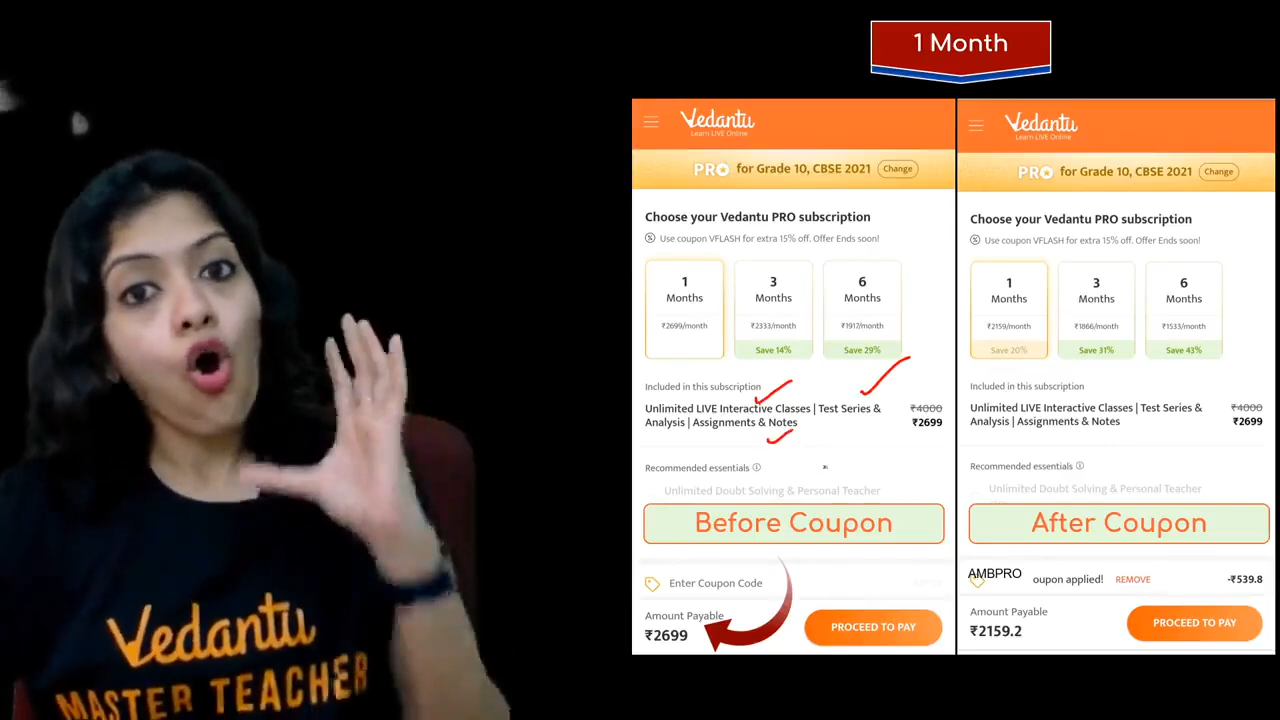 1 Month
Vedantu
Learn LIVE Online
PRO for Grade 10, CBSE 2021 Change
Choose your Vedantu PRO subscription
Use coupon VFLASH for extra 15% off. Offer Ends soon!
1 3 6
Months Months Months
₹2699/month ₹2333/month ₹1917/month
Save 14% Save 29%
Included in this subscription
Unlimited LIVE Interactive Classes | Test Series & ₹4000
Analysis | Assignments & Notes ₹2699
Recommended essentials
Unlimited Doubt Solving & Personal Teacher
Before Coupon
Enter Coupon Code
Amount Payable
₹2699
PROCEED TO PAY
Vedantu
Learn LIVE Online
PRO for Grade 10, CBSE 2021 Change
Choose your Vedantu PRO subscription
Use coupon VFLASH for extra 15% off. Offer Ends soon!
1 3 6
Months Months Months
₹2159/month ₹1866/month ₹1533/month
Save 20% Save 31% Save 43%
Included in this subscription
Unlimited LIVE Interactive Classes | Test Series & ₹4000
Analysis | Assignments & Notes ₹2699
Recommended essentials
Unlimited Doubt Solving & Personal Teacher
After Coupon
AMBPRO oupon applied! REMOVE -₹539.8
Amount Payable
₹2159.2
PROCEED TO PAY
Vedantu
MASTER TEACHER